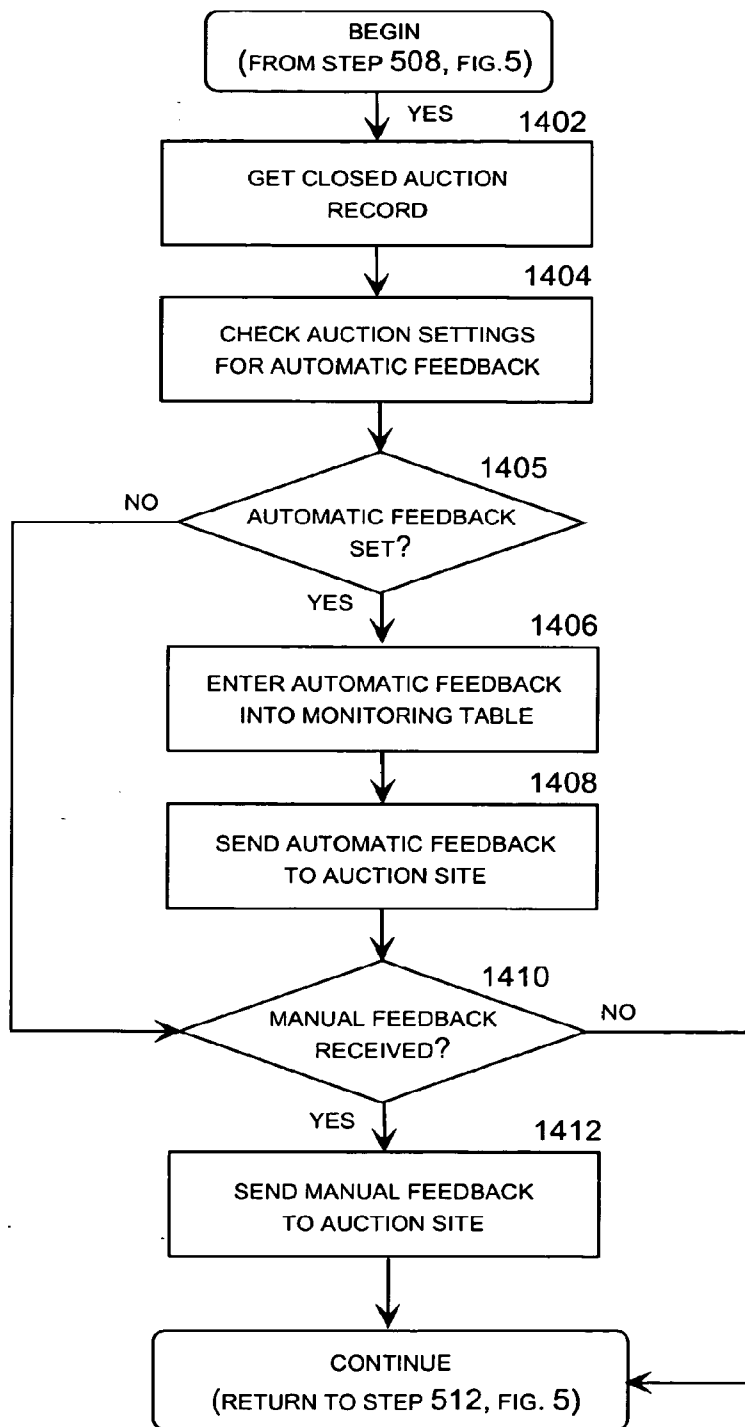 BEGIN
(FROM STEP 508, FIG.5)
YES
1402
GET CLOSED AUCTION
RECORD
1404
CHECK AUCTION SETTINGS
FOR AUTOMATIC FEEDBACK
1405
NO
AUTOMATIC FEEDBACK
SET?
YES
1406
ENTER AUTOMATIC FEEDBACK
INTO MONITORING TABLE
1408
SEND AUTOMATIC FEEDBACK
TO AUCTION SITE
1410
MANUAL FEEDBACK
RECEIVED?
NO
YES
1412
SEND MANUAL FEEDBACK
TO AUCTION SITE
CONTINUE
(RETURN TO STEP 512, FIG. 5)